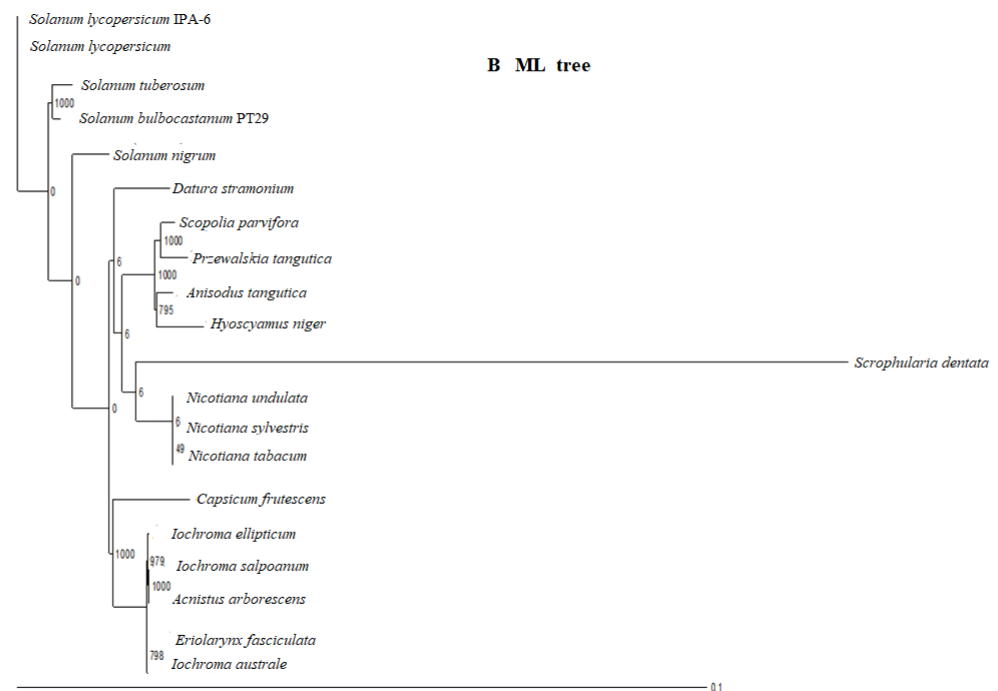 Solanum lycopersicum IPA-6
Solanum lycopersicum
B ML tree
Solanum tuberosum
1000
Solanum bulbocastanum PT29
Solanum nigrum
Datura stramonium
0
Scopolia parvifora
1000
Przewalskia tangutica
6
1000
0
Anisodus tangutica
795
Hyoscyamus niger
6
Scrophularia dentata
6
Nicotiana undulata
0
6
Nicotiana sylvestris
49
Nicotiana tabacum
Capsicum frutescens
Iochroma ellipticum
1000
979
Iochroma salpoanum
1000
Acnistus arborescens
Eriolarynx fasciculata
798
Iochroma australe
0.1